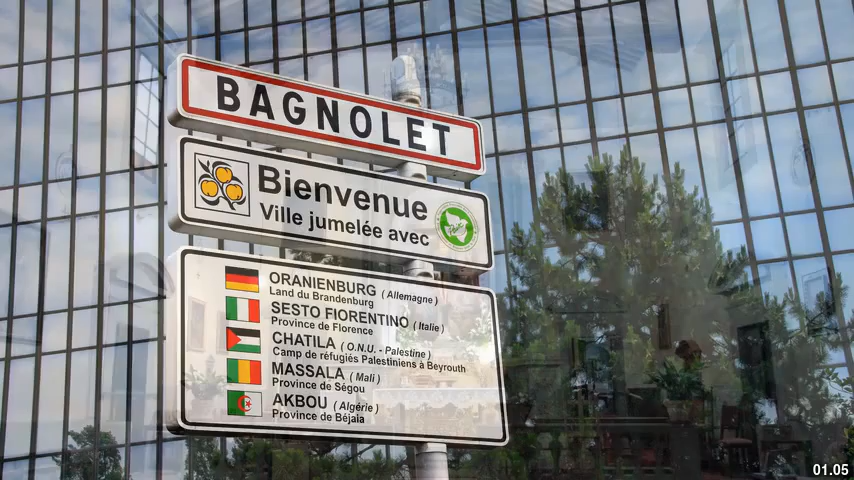 BAGNOLET
Bienvenue
Ville jumelée avec
ORANIENBURG (Allemagne)
Land du Brandenburg
SESTO FIORENTINO (Italie)
Province de Florence
CHATILA (O.N.U. - Palestine)
Camp de réfugiés Palestiniens à Beyrouth
MASSALA (Mali)
Province de Ségou
AKBOU (Algérie)
Province de Béjaia
01.05